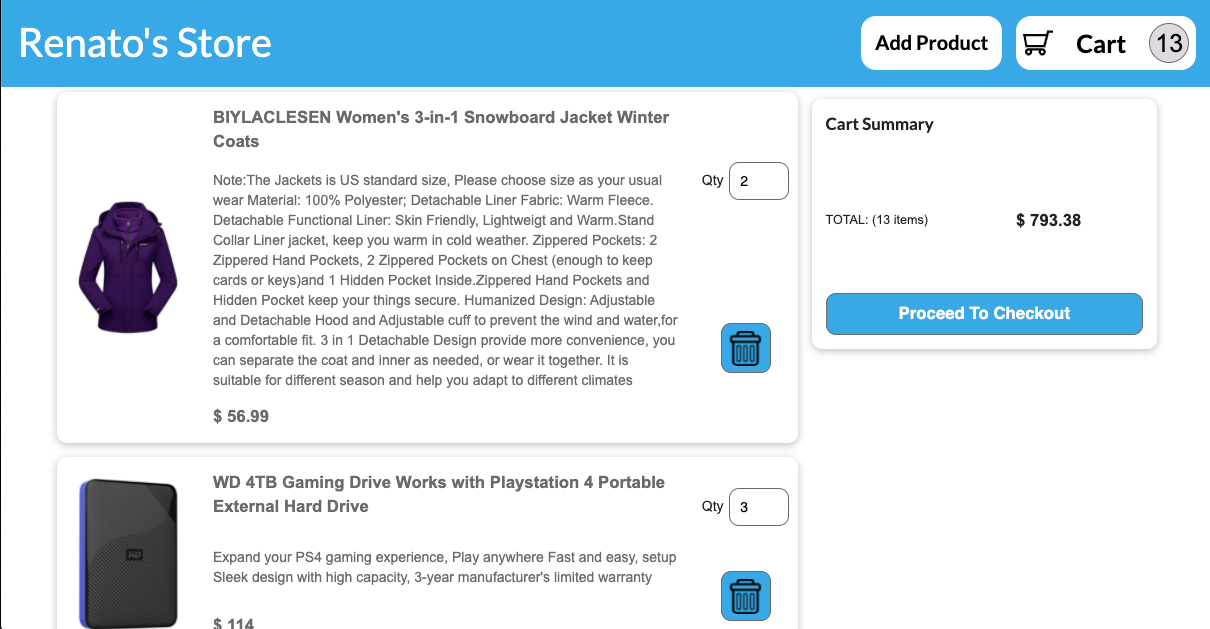 Renato's Store
Add Product
Cart
13
BIYLACLESEN Women's 3-in-1 Snowboard Jacket Winter
Coats
Note:The Jackets is US standard size, Please choose size as your usual
wear Material: 100% Polyester; Detachable Liner Fabric: Warm Fleece.
Detachable Functional Liner: Skin Friendly, Lightweigt and Warm.Stand
Collar Liner jacket, keep you warm in cold weather. Zippered Pockets: 2
Zippered Hand Pockets, 2 Zippered Pockets on Chest (enough to keep
cards or keys)and 1 Hidden Pocket Inside.Zippered Hand Pockets and
Hidden Pocket keep your things secure. Humanized Design: Adjustable
and Detachable Hood and Adjustable cuff to prevent the wind and water,for
a comfortable fit. 3 in 1 Detachable Design provide more convenience, you
can separate the coat and inner as needed, or wear it together. It is
suitable for different season and help you adapt to different climates
$ 56.99
Qty
2
WD 4TB Gaming Drive Works with Playstation 4 Portable
External Hard Drive
Expand your PS4 gaming experience, Play anywhere Fast and easy, setup
Sleek design with high capacity, 3-year manufacturer's limited warranty
$ 114
Qty
3
WD
Cart Summary
TOTAL: (13 items)
$ 793.38
Proceed To Checkout